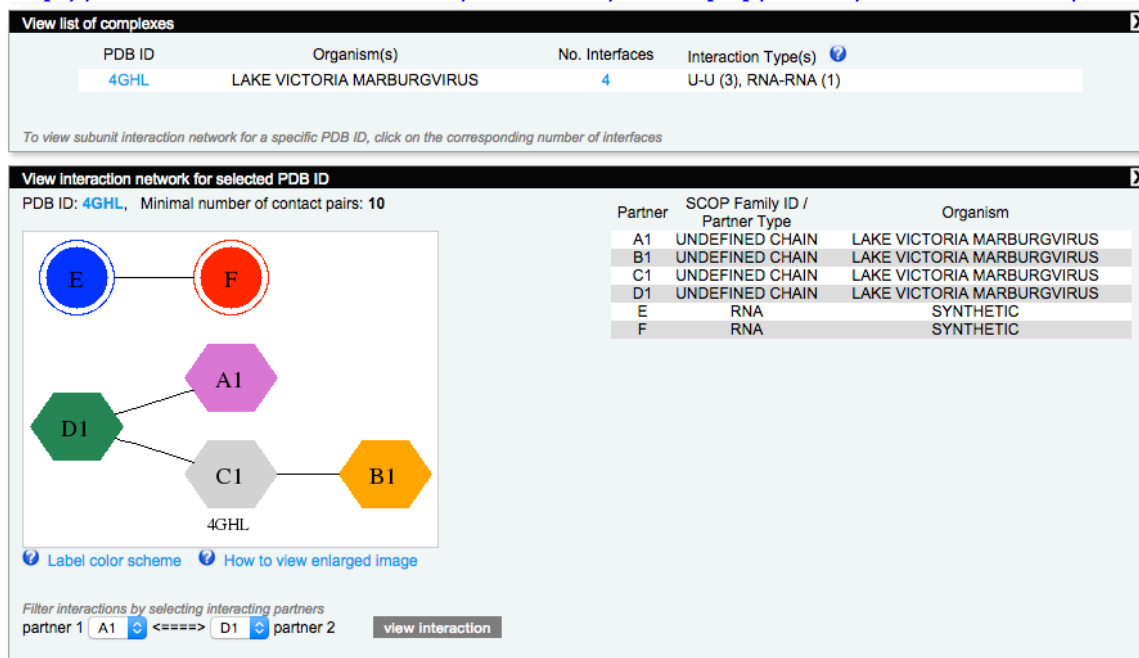 View list of complexes
PDB ID Organism(s) No. Interfaces Interaction Type(s)
4GHL LAKE VICTORIA MARBURGVIRUS 4 U-U (3), RNA-RNA (1)
To view subunit interaction network for a specific PDB ID, click on the corresponding number of interfaces
View interaction network for selected PDB ID
PDB ID: 4GHL, Minimal number of contact pairs: 10
E F
A1
D1
C1 B1
4GHL
Label color scheme How to view enlarged image
Partner SCOP Family ID / Partner Type Organism
A1 UNDEFINED CHAIN LAKE VICTORIA MARBURGVIRUS
B1 UNDEFINED CHAIN LAKE VICTORIA MARBURGVIRUS
C1 UNDEFINED CHAIN LAKE VICTORIA MARBURGVIRUS
D1 UNDEFINED CHAIN LAKE VICTORIA MARBURGVIRUS
E RNA SYNTHETIC
F RNA SYNTHETIC
Filter interactions by selecting interacting partners
partner 1 A1 <====> D1 partner 2 view interaction